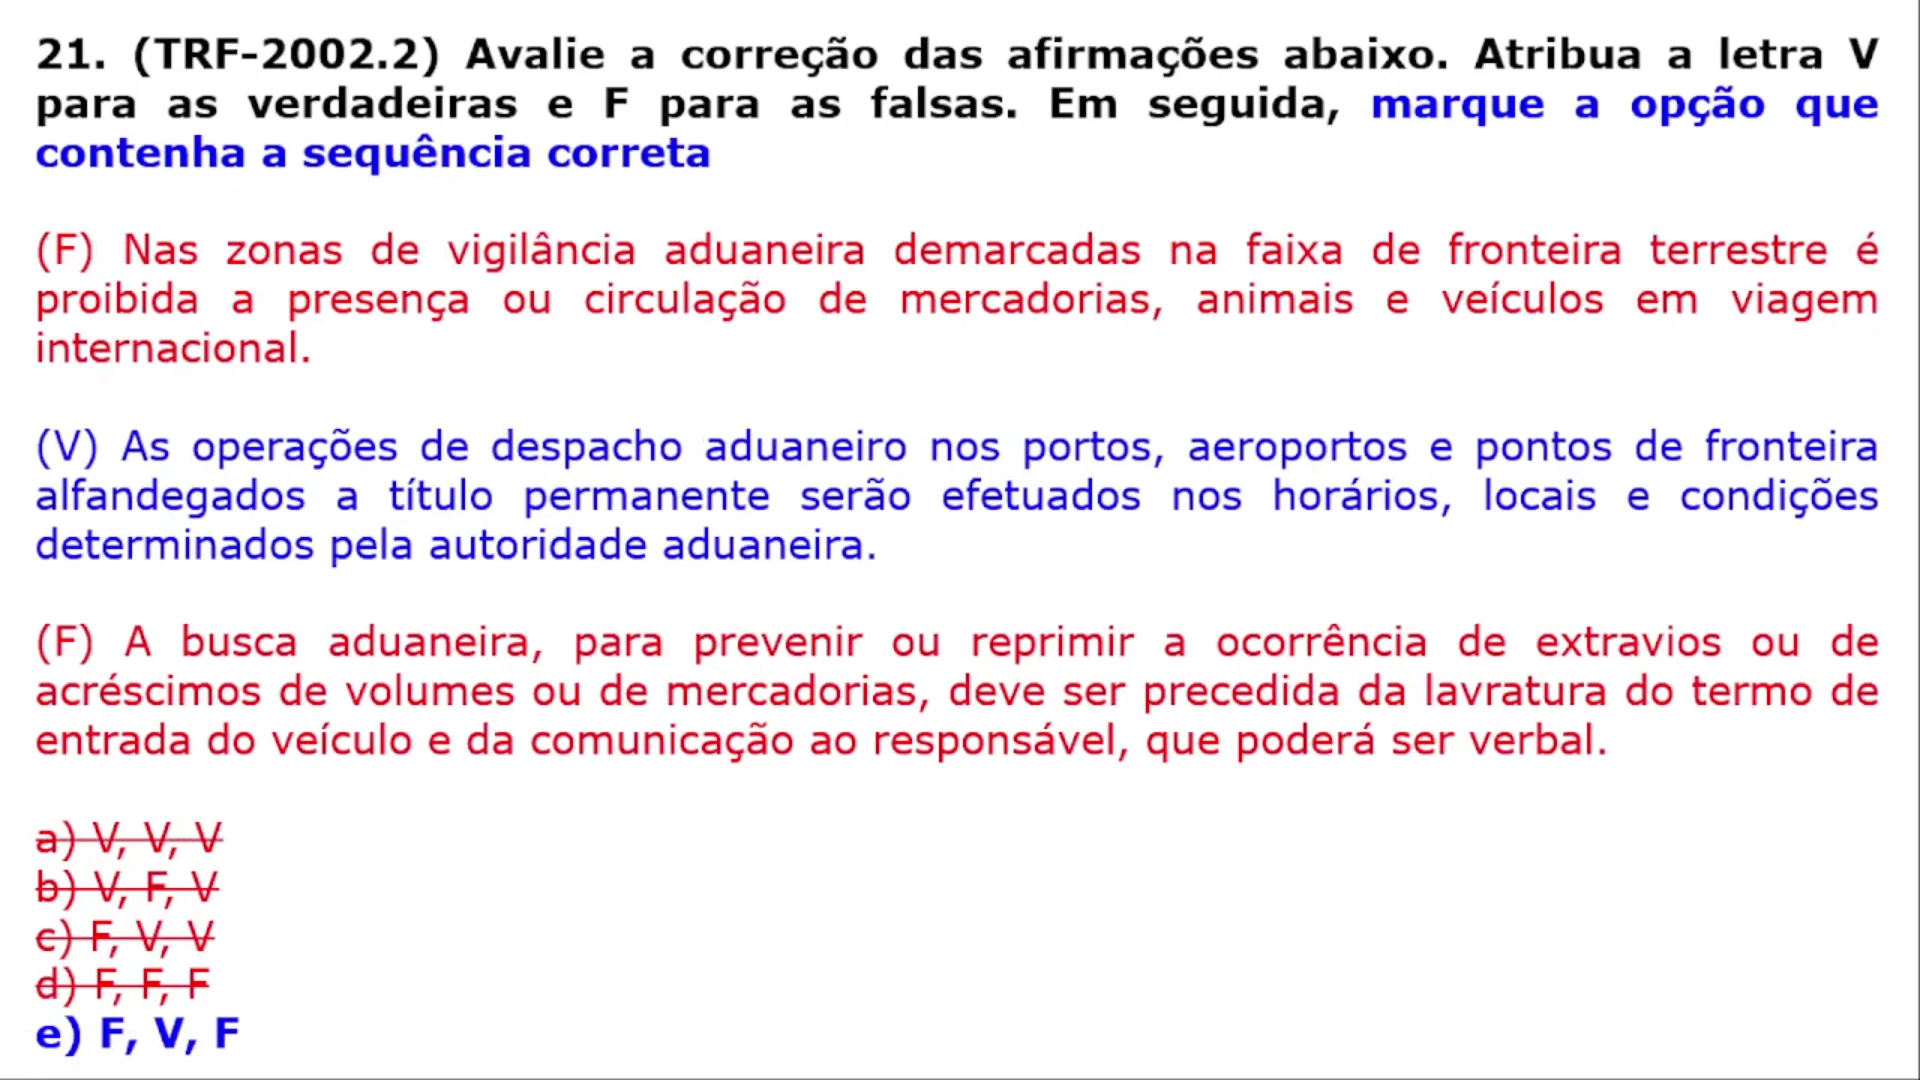 21. (TRF-2002.2) Avalie a correção das afirmações abaixo. Atribua a letra V
para as verdadeiras e F para as falsas. Em seguida, marque a opção que
contenha a sequência correta
(F) Nas zonas de vigilância aduaneira demarcadas na faixa de fronteira terrestre é
proibida a presença ou circulação de mercadorias, animais e veículos em viagem
internacional.
(V) As operações de despacho aduaneiro nos portos, aeroportos e pontos de fronteira
alfandegados a título permanente serão efetuados nos horários, locais e condições
determinados pela autoridade aduaneira.
(F) A busca aduaneira, para prevenir ou reprimir a ocorrência de extravios ou de
acréscimos de volumes ou de mercadorias, deve ser precedida da lavratura do termo de
entrada do veículo e da comunicação ao responsável, que poderá ser verbal.
a) V, V, V
b) V, F, V
c) F, V, V
d) F, F, F
e) F, V, F